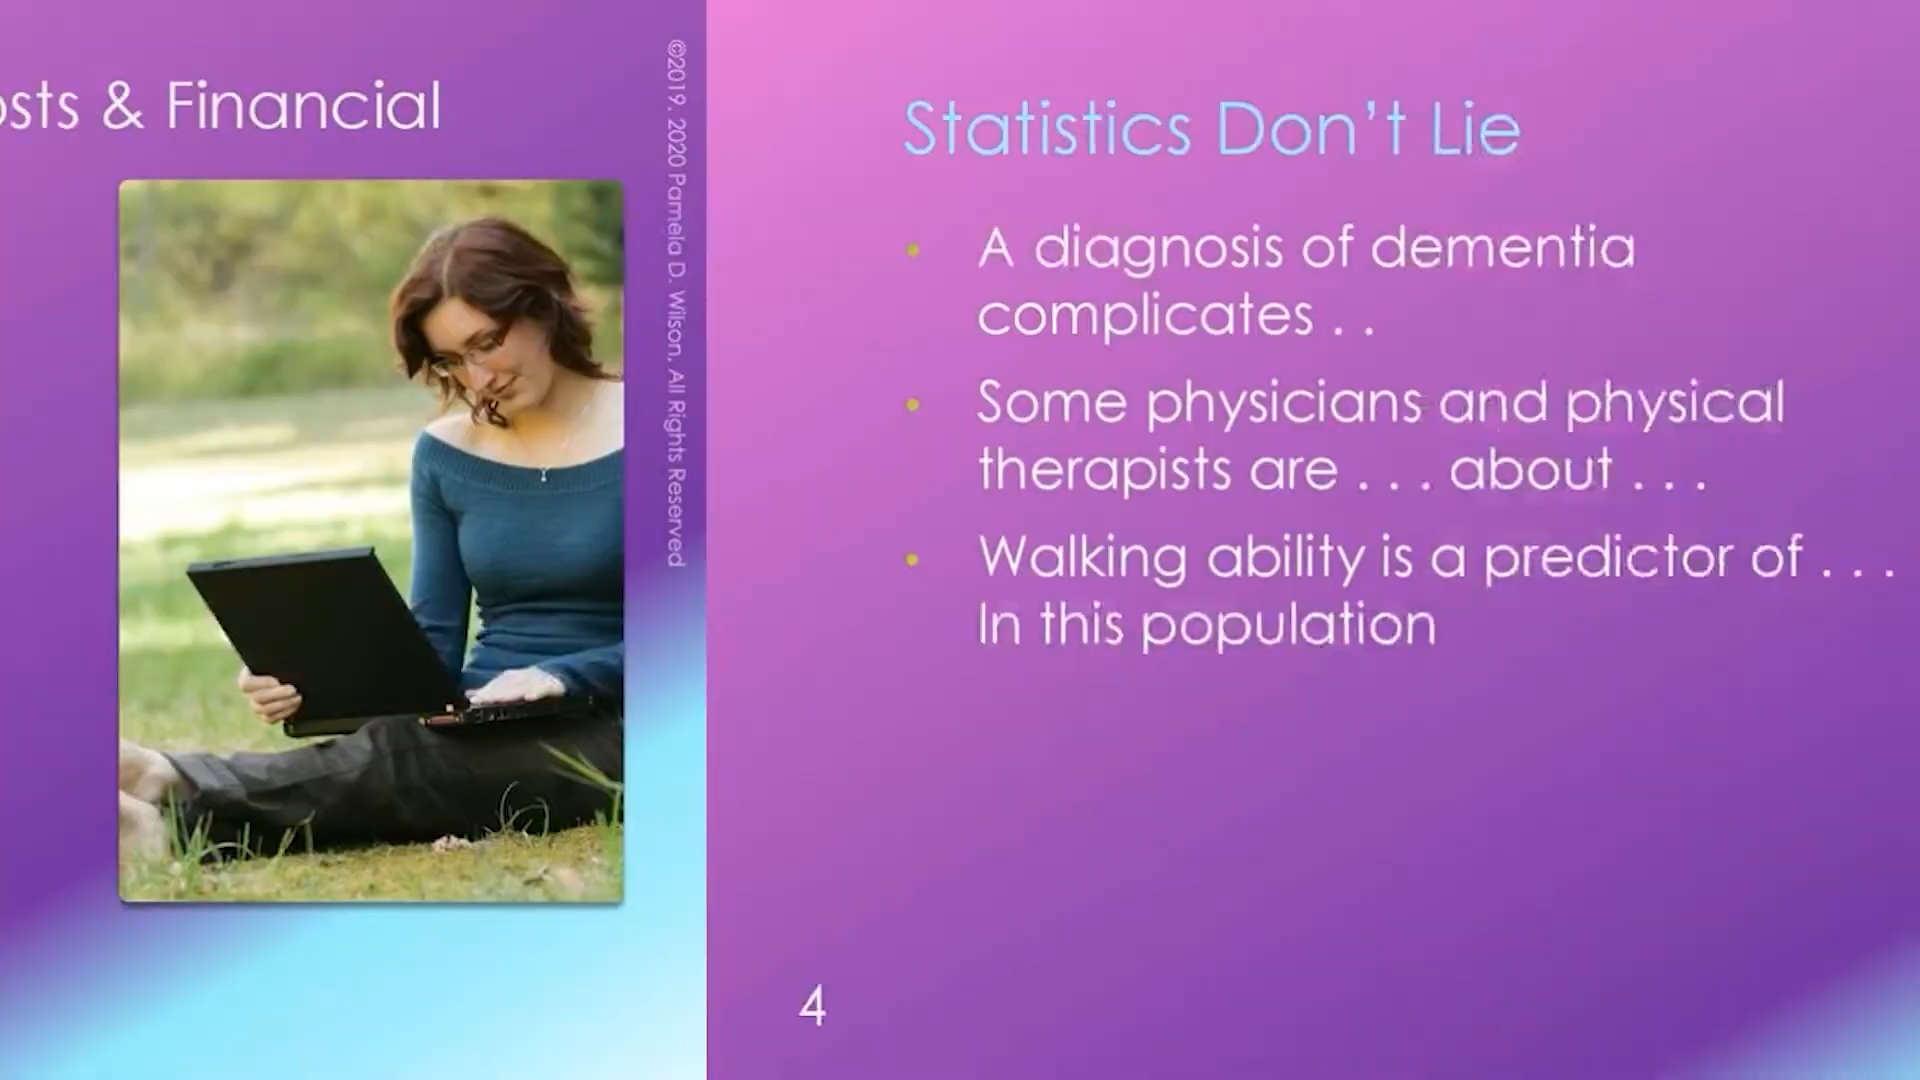 & Financial
©2019. 2020 Pamela D. Wilson, All Rights Reserved
Statistics Don’t Lie
• A diagnosis of dementia
complicates . .
• Some physicians and physical
therapists are . . . about . . .
• Walking ability is a predictor of . . .
In this population
4